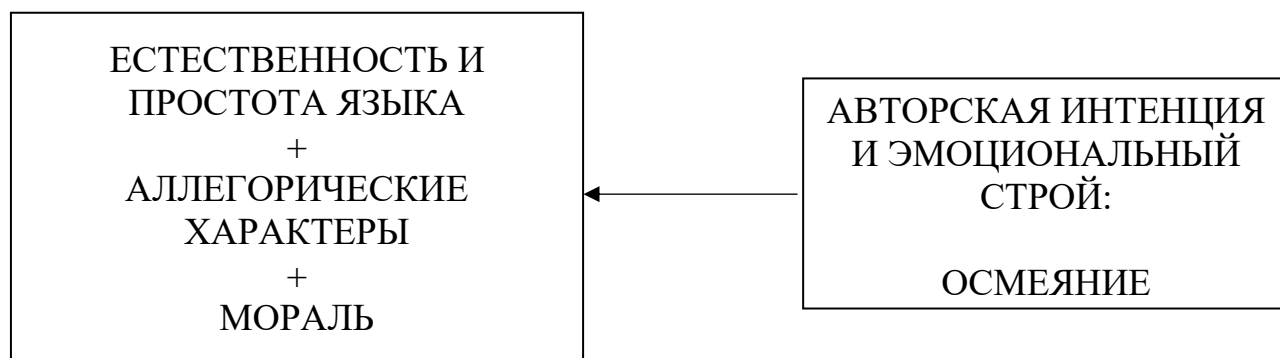 ЕСТЕСТВЕННОСТЬ И
ПРОСТОТА ЯЗЫКА
+
АЛЛЕГОРИЧЕСКИЕ
ХАРАКТЕРЫ
+
МОРАЛЬ
АВТОРСКАЯ ИНТЕНЦИЯ
И ЭМОЦИОНАЛЬНЫЙ
СТРОЙ:
ОСМЕЯНИЕ